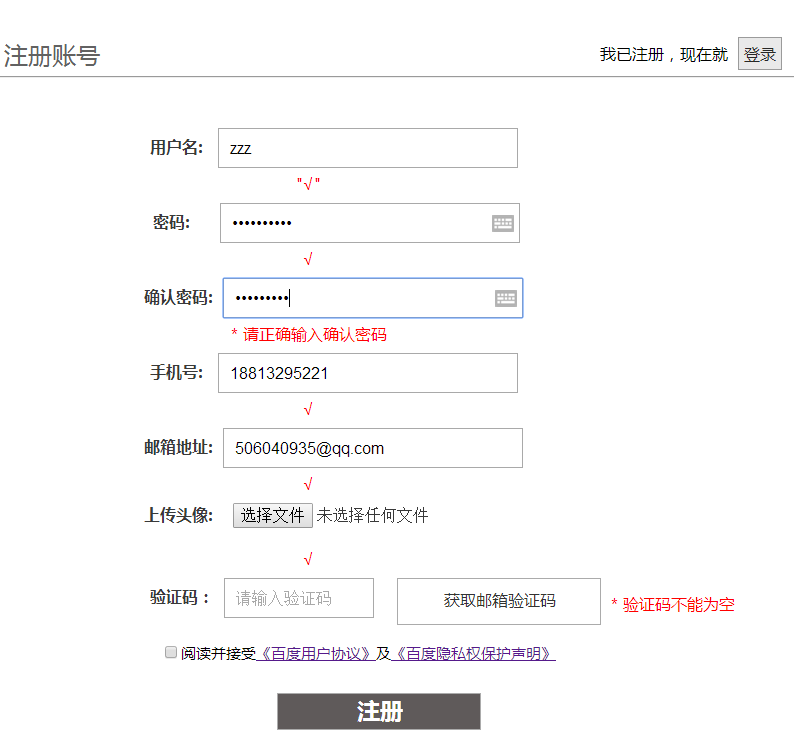 注册账号
我已注册，现在就 登录
用户名: zzz
"√"
密码: ••••••••••
√
确认密码: •••••••••
* 请正确输入确认密码
手机号: 18813295221
√
邮箱地址: 506040935@qq.com
√
上传头像: 选择文件 未选择任何文件
√
验证码： 请输入验证码 获取邮箱验证码 * 验证码不能为空
阅读并接受《百度用户协议》及《百度隐私权保护声明》
注册